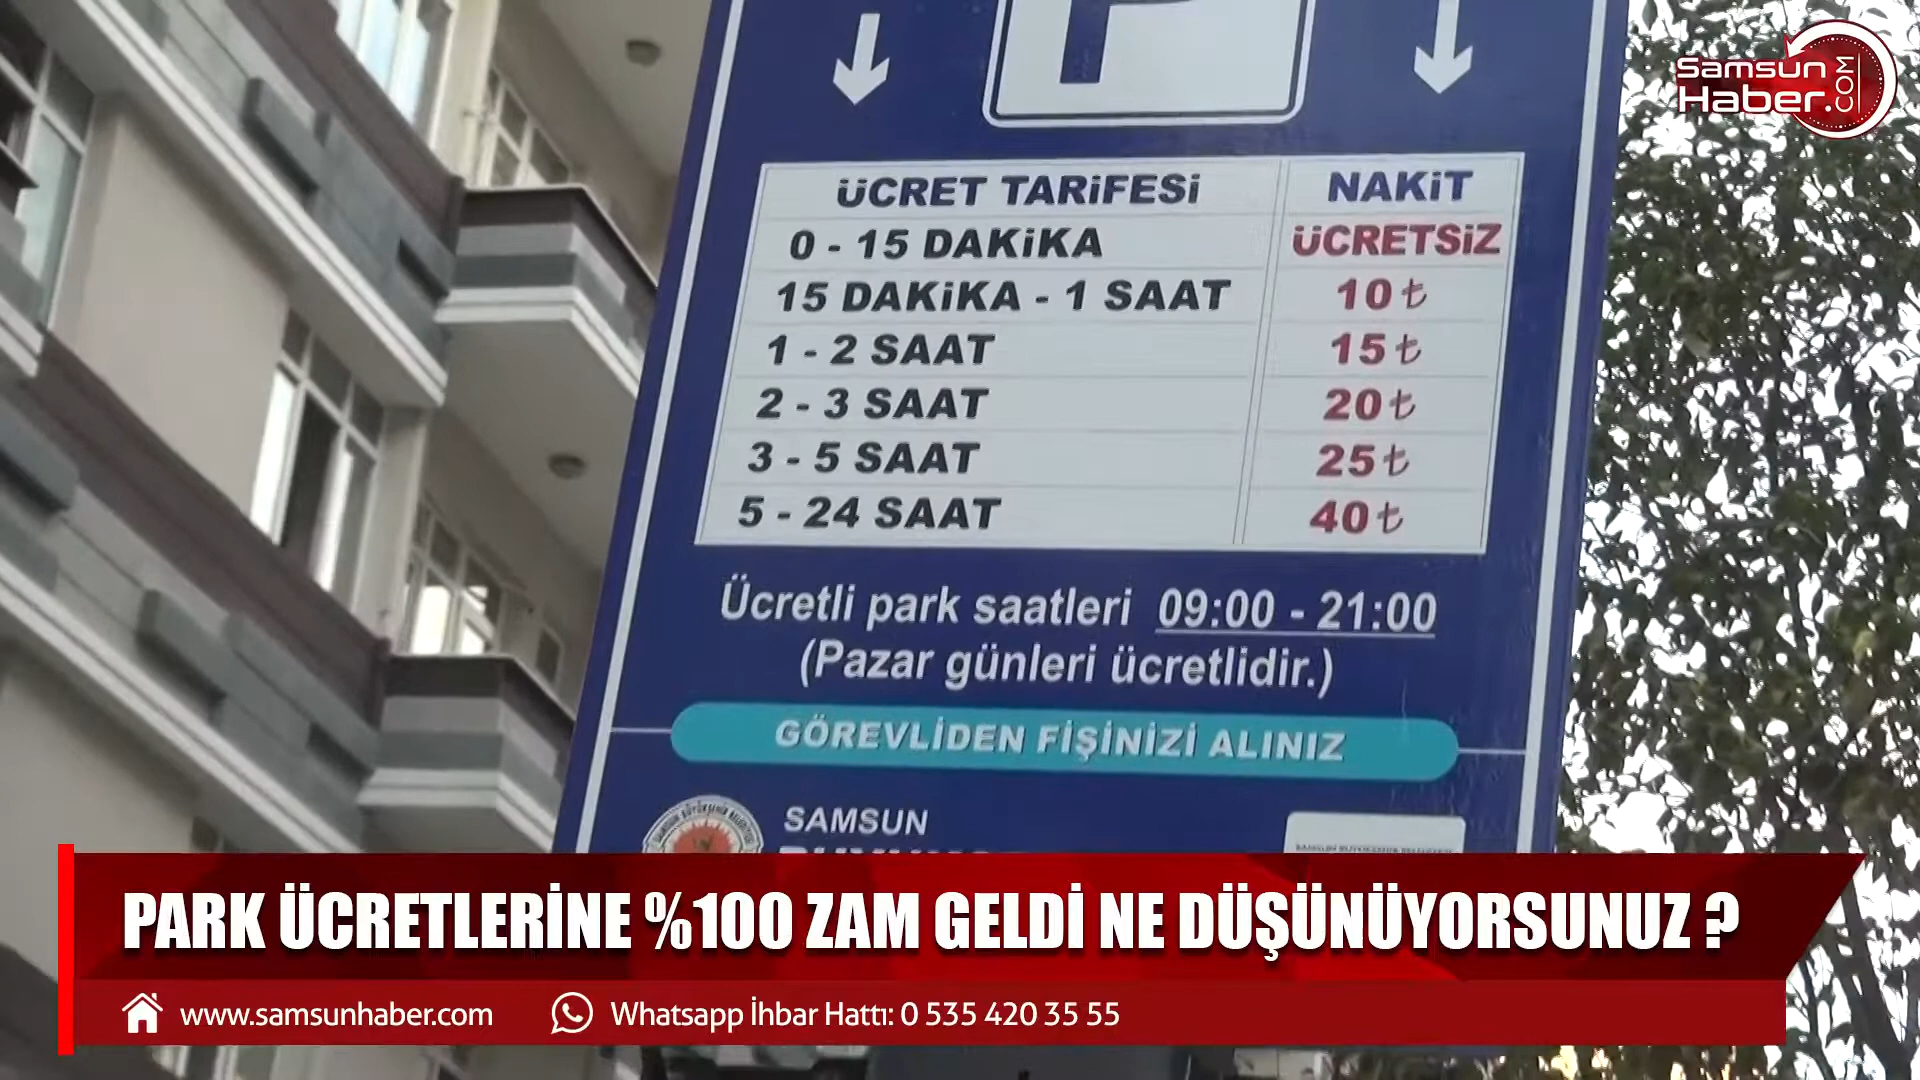 P
Samsun
Haber.COM
ÜCRET TARİFESİ NAKİT
0 - 15 DAKİKA ÜCRETSİZ
15 DAKİKA - 1 SAAT 10₺
1 - 2 SAAT 15₺
2 - 3 SAAT 20₺
3 - 5 SAAT 25₺
5 - 24 SAAT 40₺
Ücretli park saatleri 09:00 - 21:00
(Pazar günleri ücretlidir.)
GÖREVLİDEN FİŞİNİZİ ALINIZ
SAMSUN
PARK ÜCRETLERİNE %100 ZAM GELDİ NE DÜŞÜNÜYORSUNUZ ?
www.samsunhaber.com Whatsapp İhbar Hattı: 0 535 420 35 55